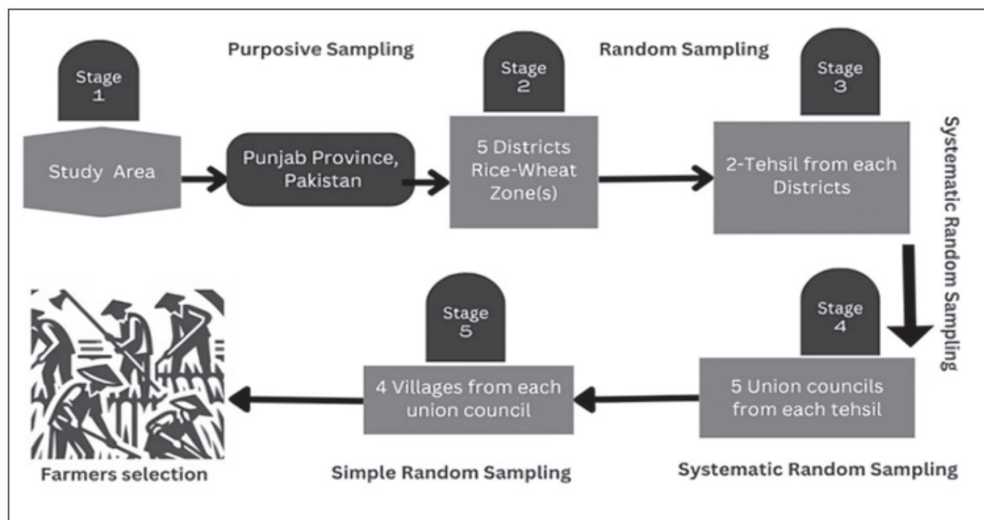 Purposive Sampling
Random Sampling
Stage
1
Stage
2
Stage
3
Study Area
Punjab Province,
Pakistan
5 Districts
Rice-Wheat
Zone(s)
2-Tehsil from each
Districts
Systematic Random Sampling
Stage
4
5 Union councils
from each tehsil
Systematic Random Sampling
Stage
5
4 Villages from each
union council
Simple Random Sampling
Farmers selection